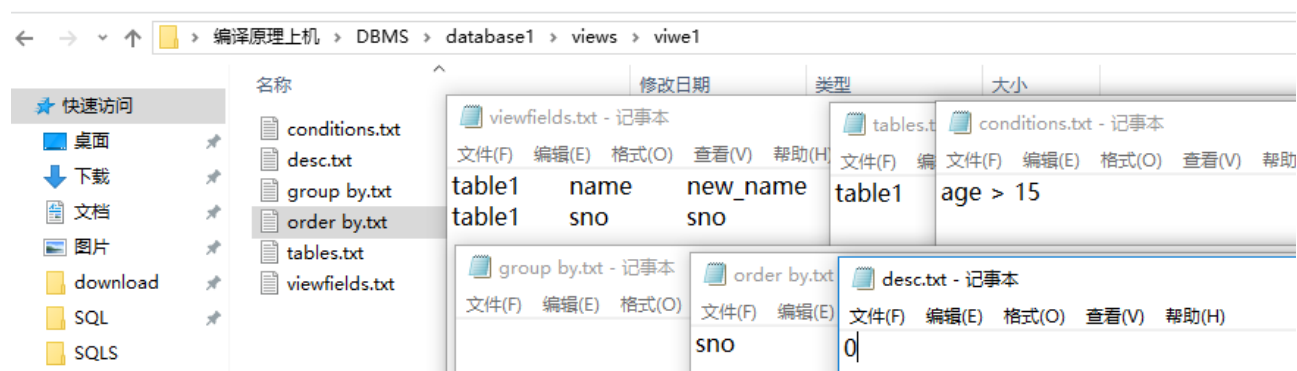 编译原理上机 > DBMS > database1 > views > viwe1
名称 修改日期 类型 大小
快速访问
桌面
下载
文档
图片
download
SQL
SQLS
conditions.txt
desc.txt
group by.txt
order by.txt
tables.txt
viewfields.txt
viewfields.txt - 记事本
文件(F) 编辑(E) 格式(O) 查看(V) 帮助(H)
table1 name new_name
table1 sno sno
tables.t
文件(F) 编
table1
conditions.txt - 记事本
文件(F) 编辑(E) 格式(O) 查看(V) 帮助
age > 15
group by.txt - 记事本
文件(F) 编辑(E) 格式(O)
order by.txt
文件(F) 编辑(E)
sno
desc.txt - 记事本
文件(F) 编辑(E) 格式(O) 查看(V) 帮助(H)
0